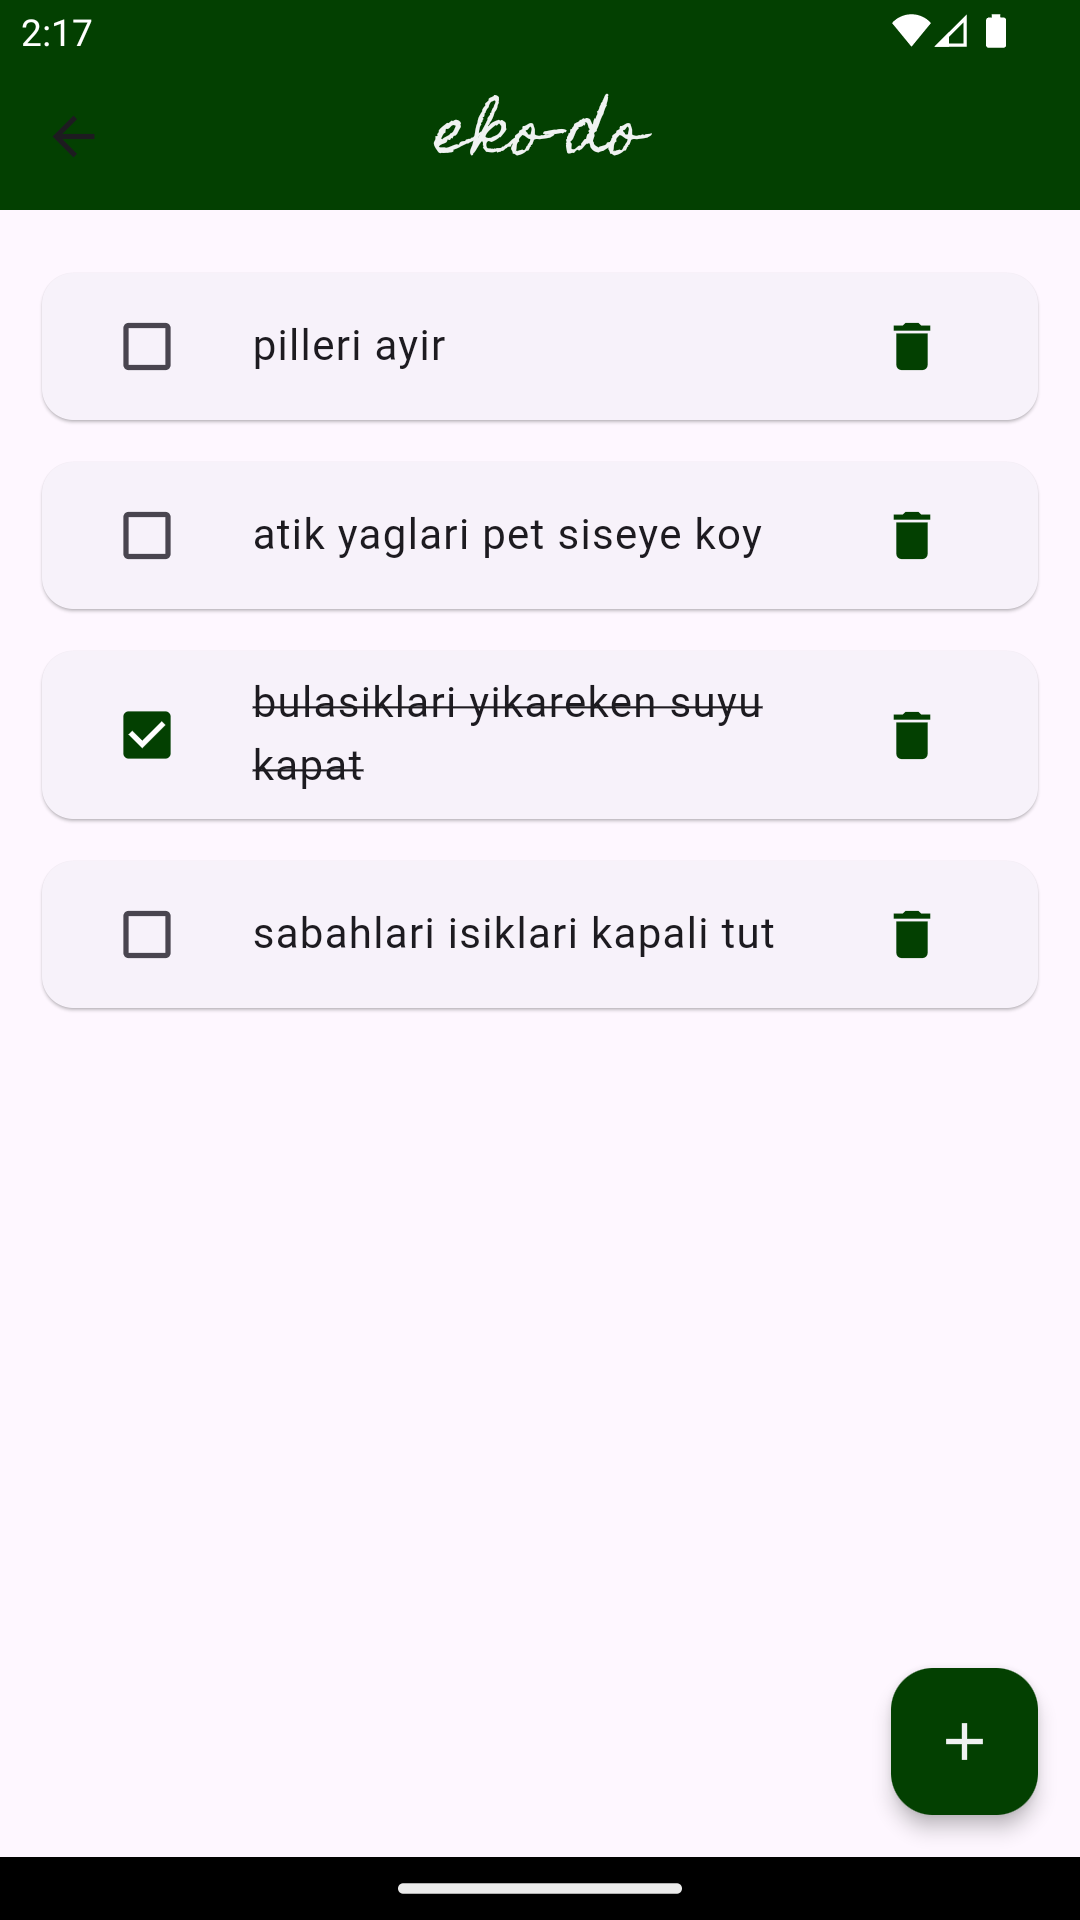 2:17
eko-do
pilleri ayir
atik yaglari pet siseye koy
bulasiklari yikareken suyu
kapat
sabahlari isiklari kapali tut